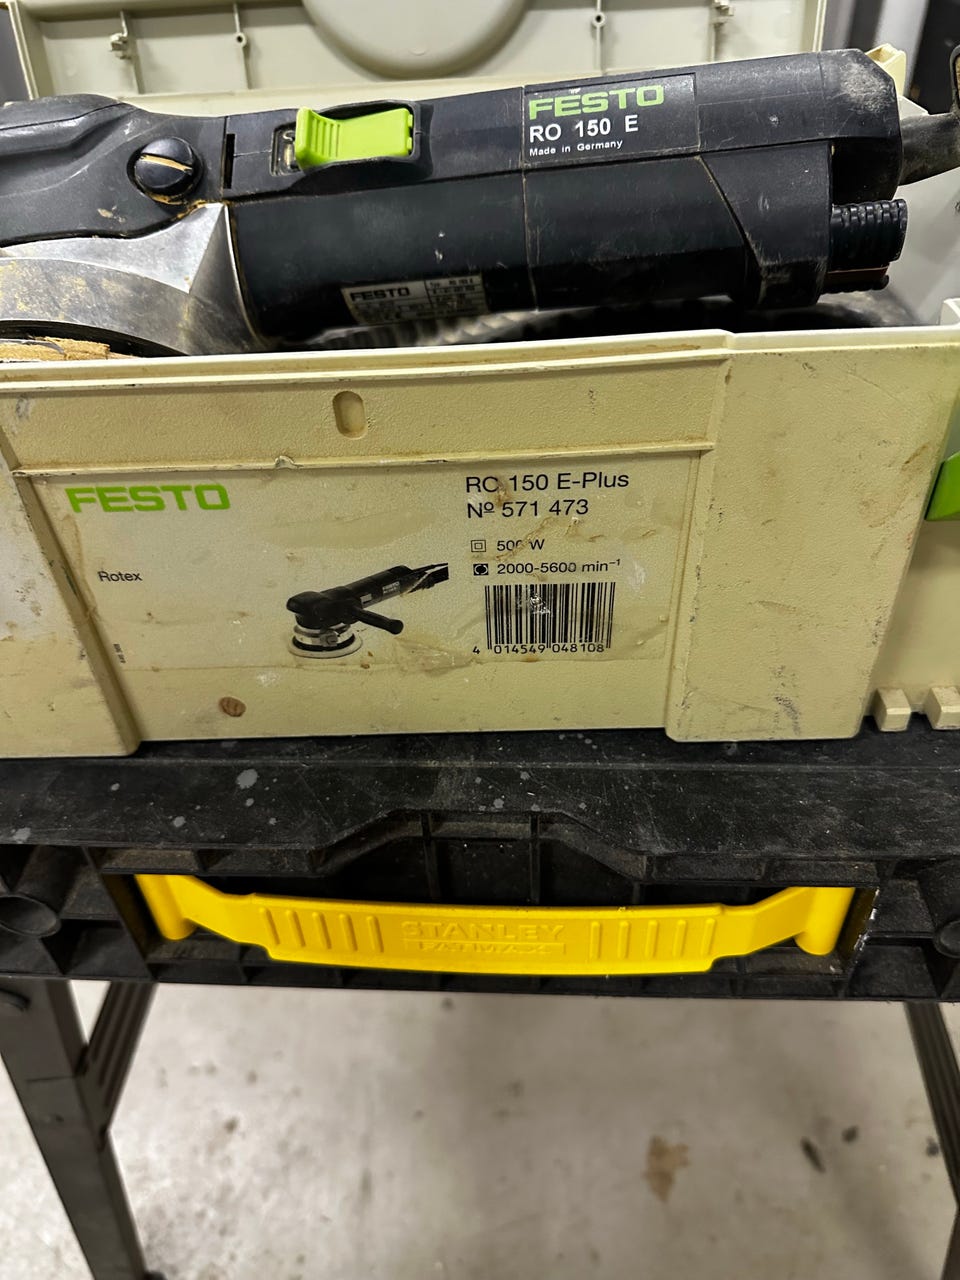 FESTO
RO 150 E
Made in Germany
FESTO
FESTO
RO 150 E-Plus
Nº 571 473
500 W
2000-5600 min⁻¹
Rotex
FESTO
4 014549 048108
STANLEY
FATMAX